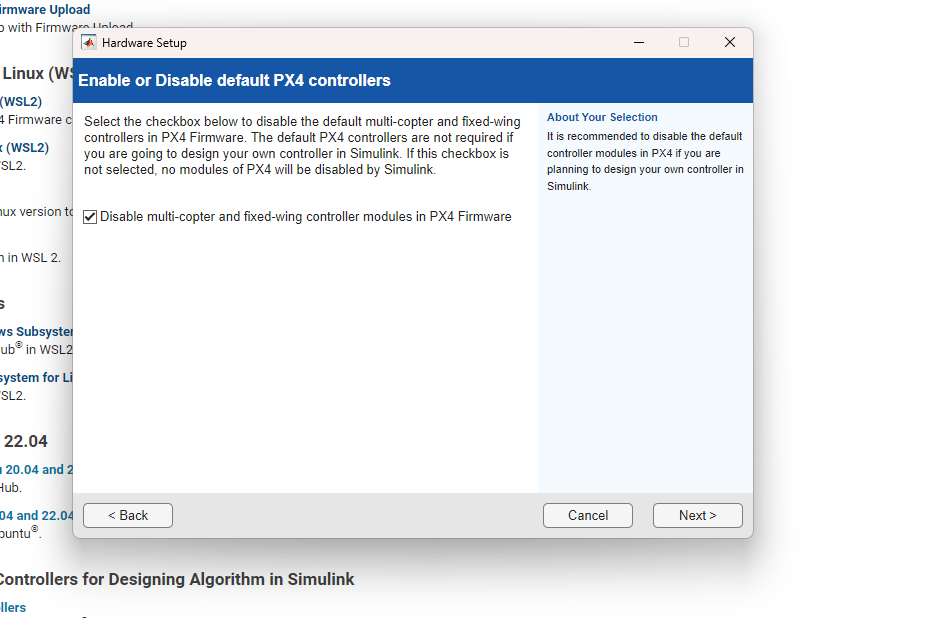 irmware Upload
o with Firmware Upload
Hardware Setup
Enable or Disable default PX4 controllers
Linux (WS
(WSL2)
4 Firmware c
x (WSL2)
SL2.
nux version to
n in WSL 2.
s
ws Subsyste
ub® in WSL2
system for Li
SL2.
22.04
u 20.04 and 2
Hub.
04 and 22.04
buntu®.
Select the checkbox below to disable the default multi-copter and fixed-wing
controllers in PX4 Firmware. The default PX4 controllers are not required if
you are going to design your own controller in Simulink. If this checkbox is
not selected, no modules of PX4 will be disabled by Simulink.
Disable multi-copter and fixed-wing controller modules in PX4 Firmware
About Your Selection
It is recommended to disable the default
controller modules in PX4 if you are
planning to design your own controller in
Simulink.
< Back
Cancel
Next >
Controllers for Designing Algorithm in Simulink
llers